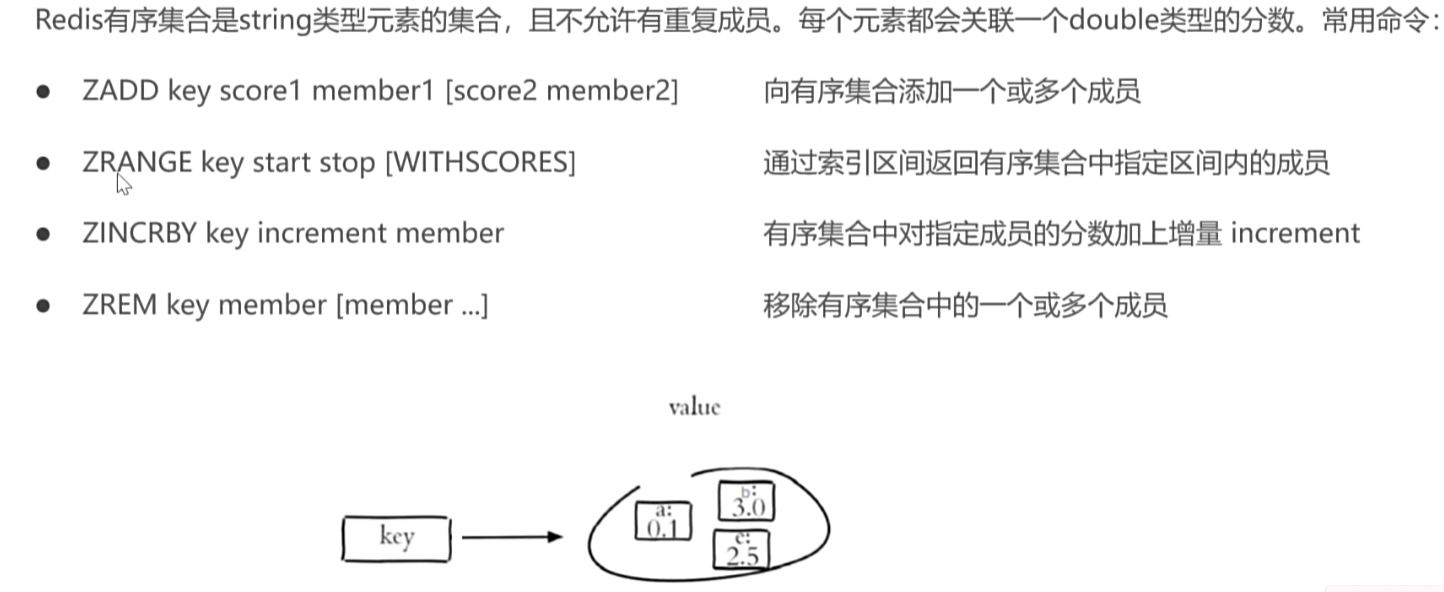 Redis有序集合是string类型元素的集合，且不允许有重复成员。每个元素都会关联一个double类型的分数。常用命令：
● ZADD key score1 member1 [score2 member2] 向有序集合添加一个或多个成员
● ZRANGE key start stop [WITHSCORES] 通过索引区间返回有序集合中指定区间内的成员
● ZINCRBY key increment member 有序集合中对指定成员的分数加上增量 increment
● ZREM key member [member ...] 移除有序集合中的一个或多个成员
value
b:
3.0
a:
0.1
key
c:
2.5